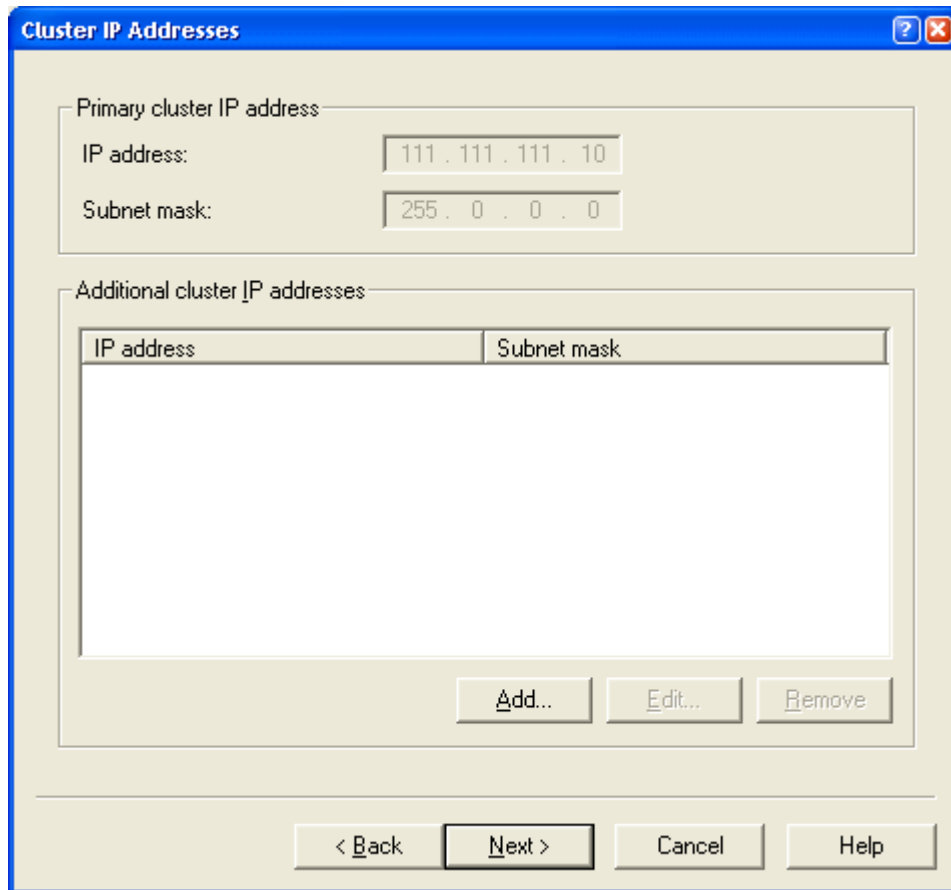 Cluster IP Addresses
Primary cluster IP address
IP address: 111 . 111 . 111 . 10
Subnet mask: 255 . 0 . 0 . 0
Additional cluster IP addresses
IP address Subnet mask
Add... Edit... Remove
< Back Next > Cancel Help